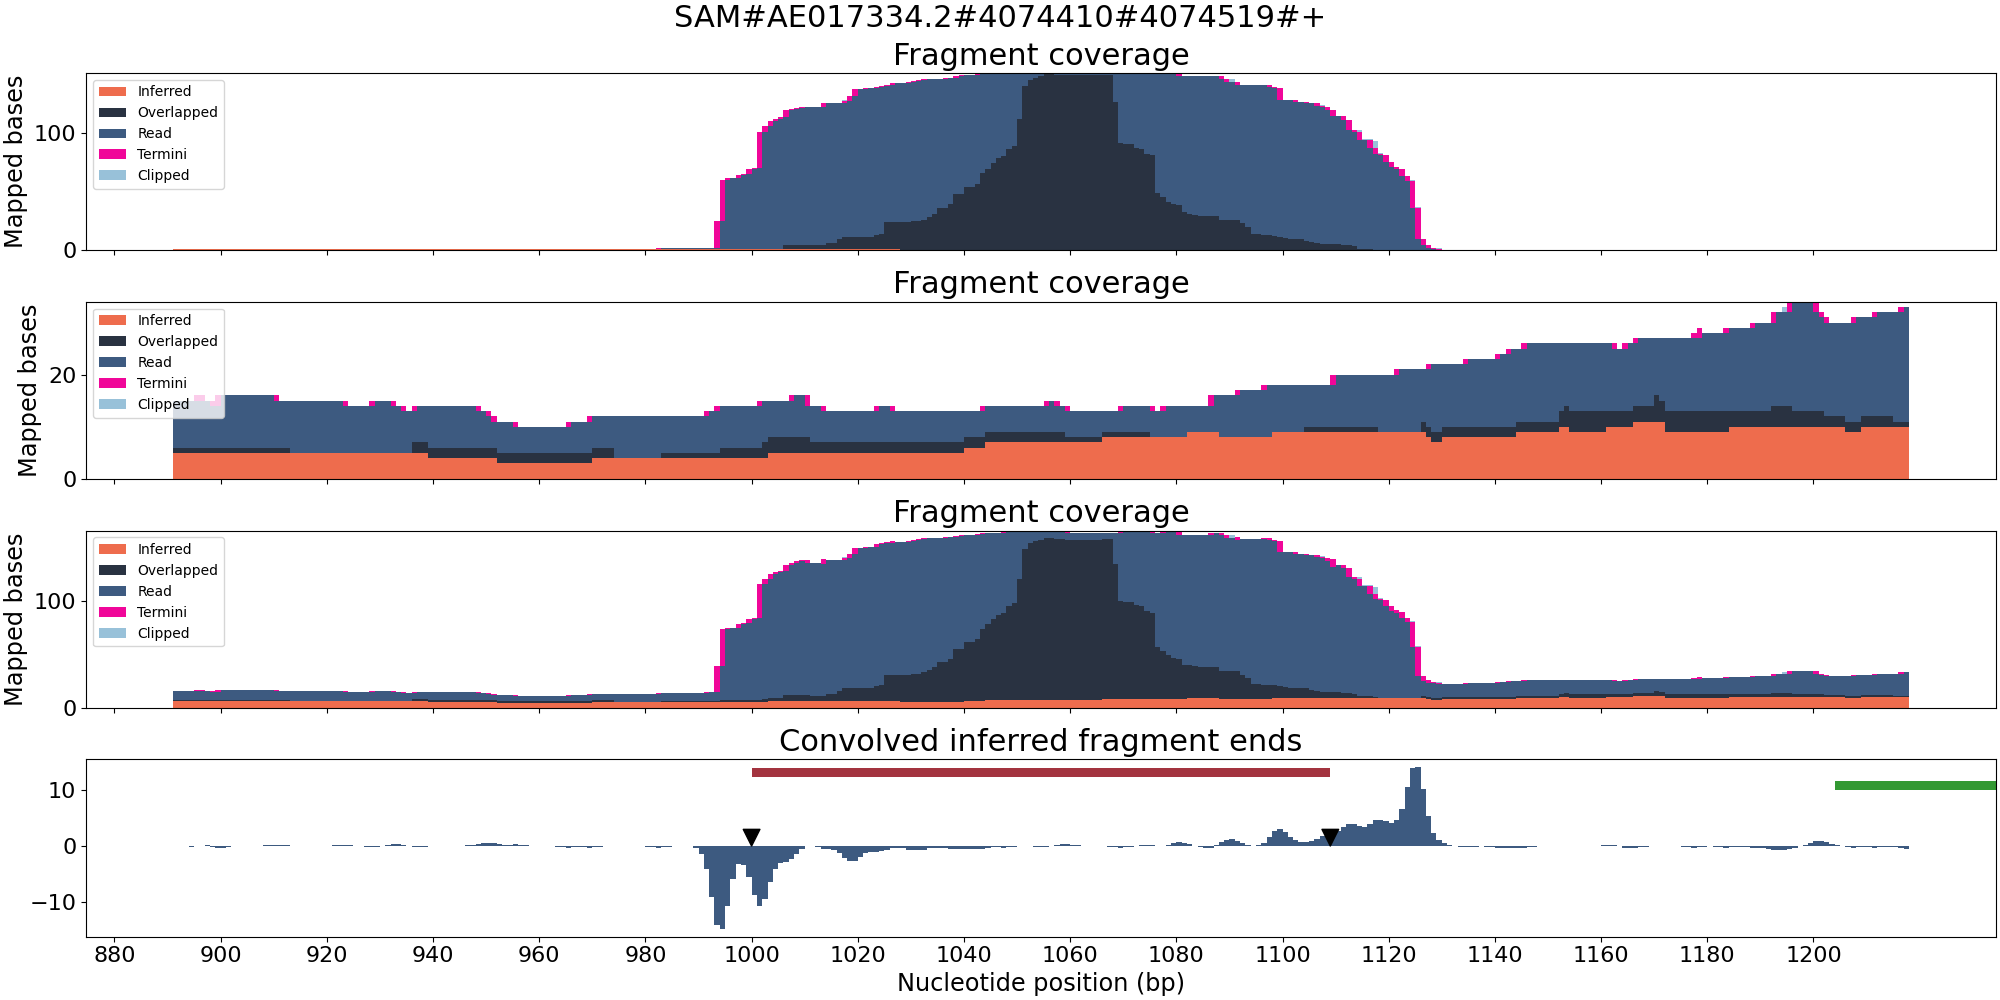 SAM#AE017334.2#4074410#4074519#+
Fragment coverage
Mapped bases
100
0
Inferred
Overlapped
Read
Termini
Clipped
Fragment coverage
Mapped bases
20
0
Inferred
Overlapped
Read
Termini
Clipped
Fragment coverage
Mapped bases
100
0
Inferred
Overlapped
Read
Termini
Clipped
Convolved inferred fragment ends
10
0
−10
880 900 920 940 960 980 1000 1020 1040 1060 1080 1100 1120 1140 1160 1180 1200
Nucleotide position (bp)